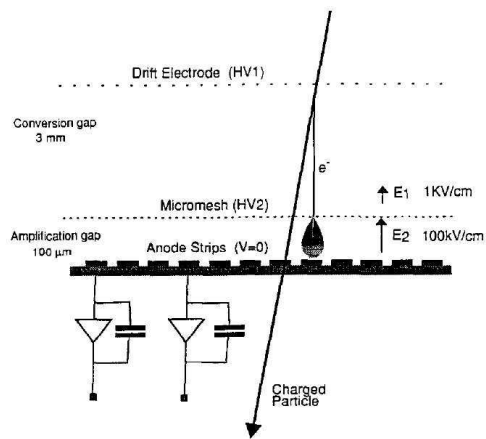 Drift Electrode (HV1)
Conversion gap
3 mm
e-
Micromesh (HV2)
E1 1KV/cm
Amplification gap
100 µm
Anode Strips (V=0)
E2 100kV/cm
Charged
Particle